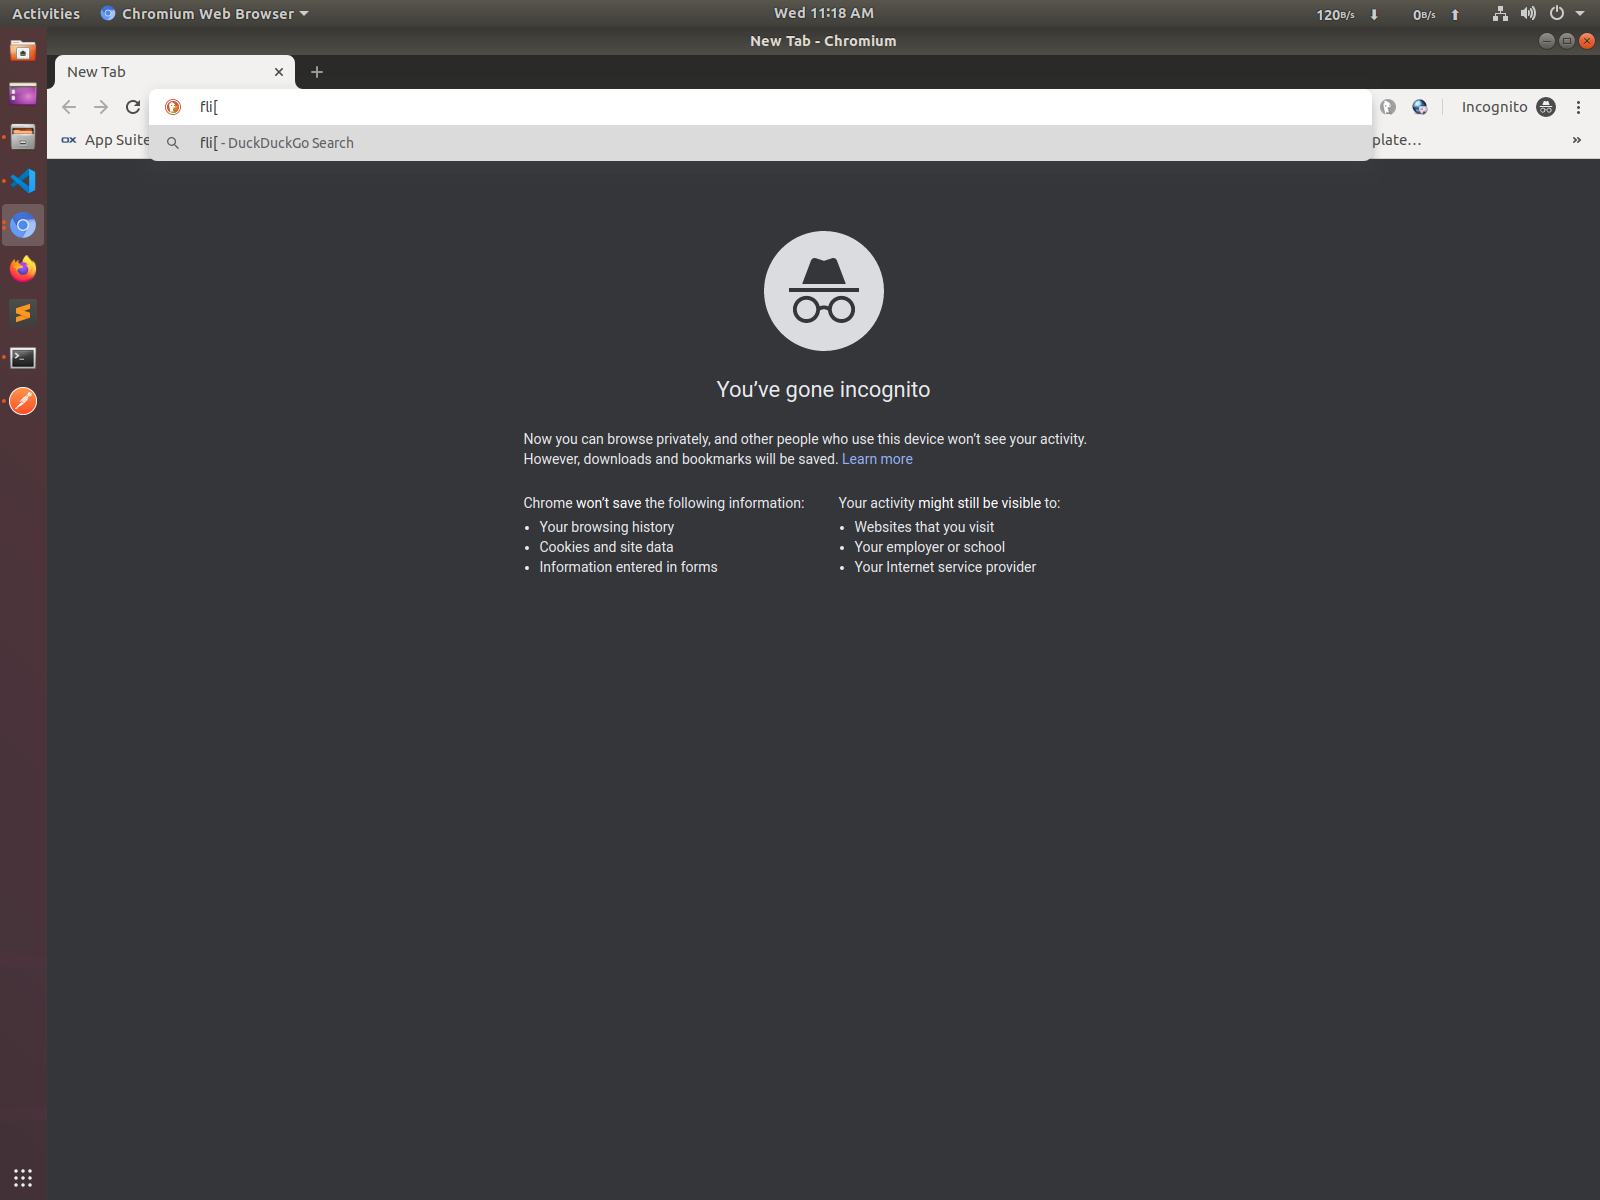 Activities
Chromium Web Browser
Wed 11:18 AM
120B/s
0B/s
New Tab - Chromium
New Tab
fli[
Incognito
App Suite
fli[ - DuckDuckGo Search
plate…
»
You've gone incognito
Now you can browse privately, and other people who use this device won't see your activity.
However, downloads and bookmarks will be saved. Learn more
Chrome won't save the following information:
• Your browsing history
• Cookies and site data
• Information entered in forms
Your activity might still be visible to:
• Websites that you visit
• Your employer or school
• Your Internet service provider